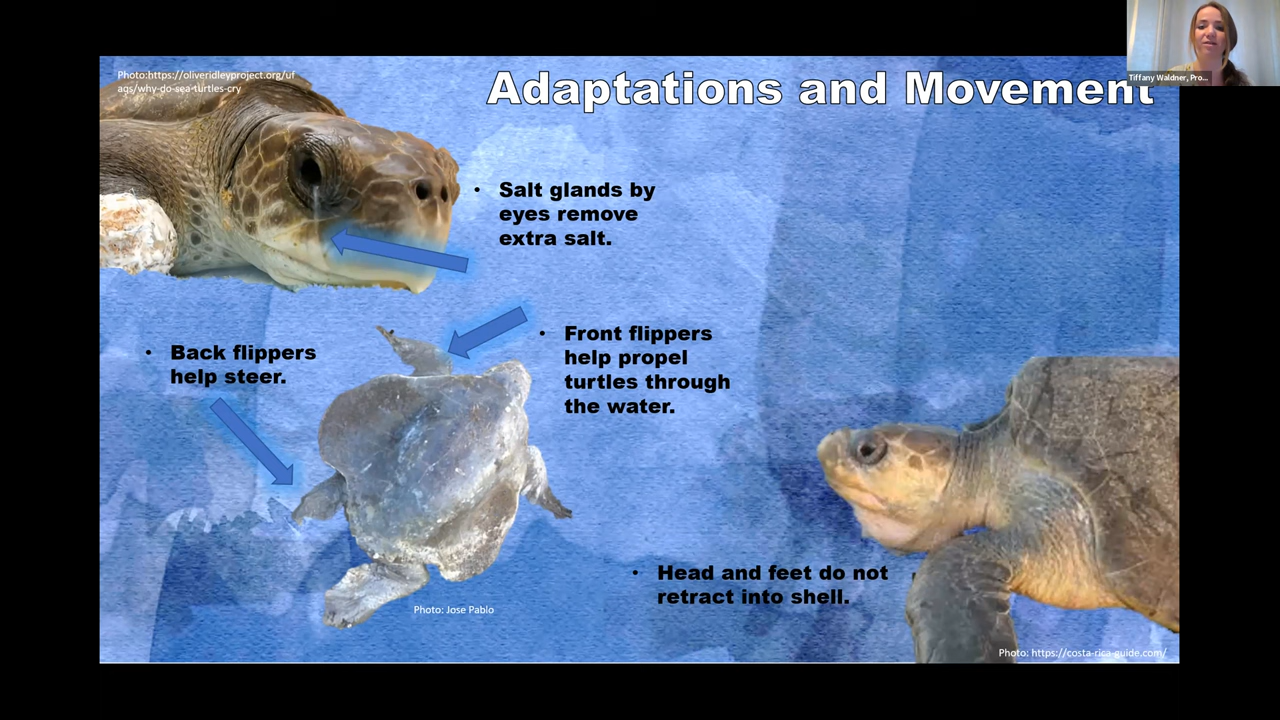 Photo:https://oliveridleyproject.org/uf
aqs/why-do-sea-turtles-cry
Adaptations and Movement
Tiffany Waldner, Pro...
• Salt glands by
eyes remove
extra salt.
• Back flippers
help steer.
• Front flippers
help propel
turtles through
the water.
• Head and feet do not
retract into shell.
Photo: Jose Pablo
Photo: https://costa-rica-guide.com/